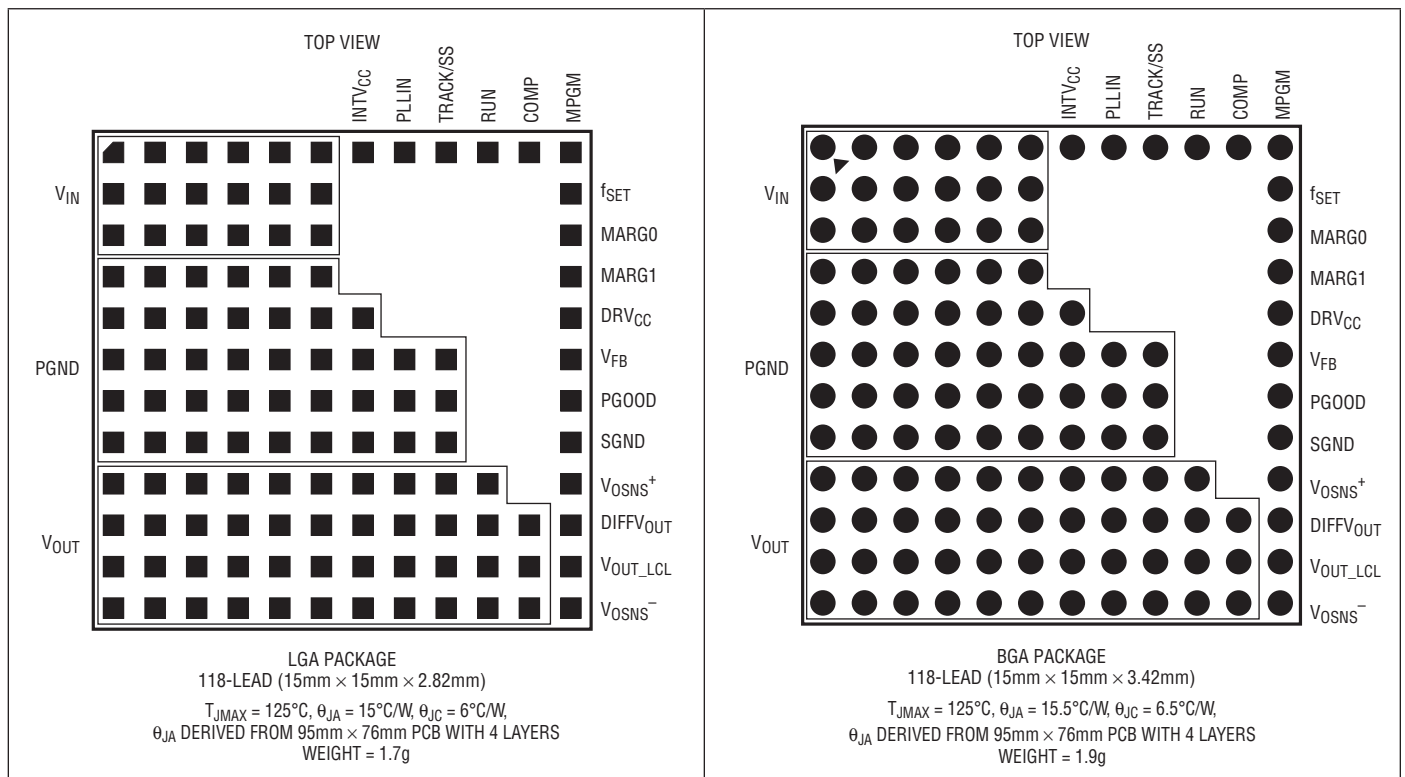 TOP VIEW
INTVCC
PLLIN
TRACK/SS
RUN
COMP
MPGM
VIN
fSET
MARG0
MARG1
DRVCC
PGND
VFB
PGOOD
SGND
VOSNS+
DIFFVOUT
VOUT
VOUT_LCL
VOSNS–
LGA PACKAGE
118-LEAD (15mm × 15mm × 2.82mm)
TJMAX = 125°C, θJA = 15°C/W, θJC = 6°C/W,
θJA DERIVED FROM 95mm × 76mm PCB WITH 4 LAYERS
WEIGHT = 1.7g
TOP VIEW
INTVCC
PLLIN
TRACK/SS
RUN
COMP
MPGM
VIN
fSET
MARG0
MARG1
DRVCC
PGND
VFB
PGOOD
SGND
VOSNS+
DIFFVOUT
VOUT
VOUT_LCL
VOSNS–
BGA PACKAGE
118-LEAD (15mm × 15mm × 3.42mm)
TJMAX = 125°C, θJA = 15.5°C/W, θJC = 6.5°C/W,
θJA DERIVED FROM 95mm × 76mm PCB WITH 4 LAYERS
WEIGHT = 1.9g